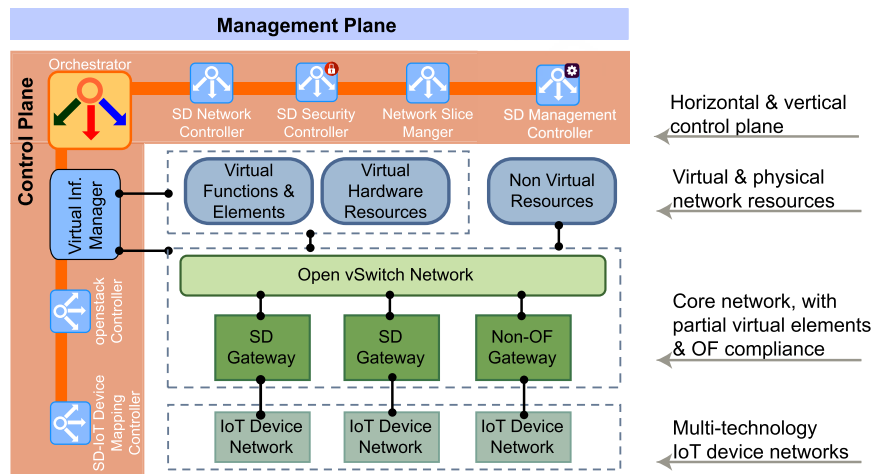 Management Plane
Control Plane
Orchestrator
SD Network
Controller
SD Security
Controller
Network Slice
Manger
SD Management
Controller
Horizontal & vertical
control plane
Virtual Inf.
Manager
Virtual
Functions &
Elements
Virtual
Hardware
Resources
Non Virtual
Resources
Virtual & physical
network resources
Open vSwitch Network
openstack
Controller
SD
Gateway
SD
Gateway
Non-OF
Gateway
Core network, with
partial virtual elements
& OF compliance
SD-IoT Device
Mapping
Controller
IoT Device
Network
IoT Device
Network
IoT Device
Network
Multi-technology
IoT device networks